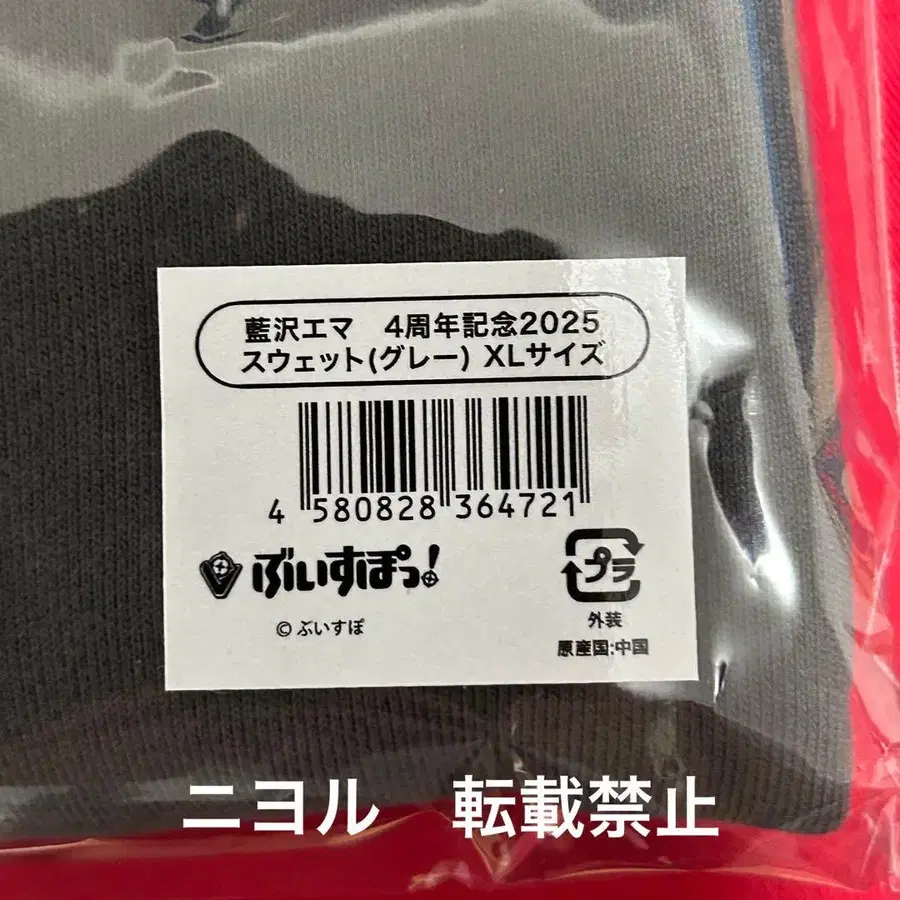 藍沢エマ　4周年記念2025
スウェット(グレー) XLサイズ
4 580828 364721
ぶいすぽっ!
プラ
©ぶいすぽ
外装
原産国:中国
ニヨル　転載禁止